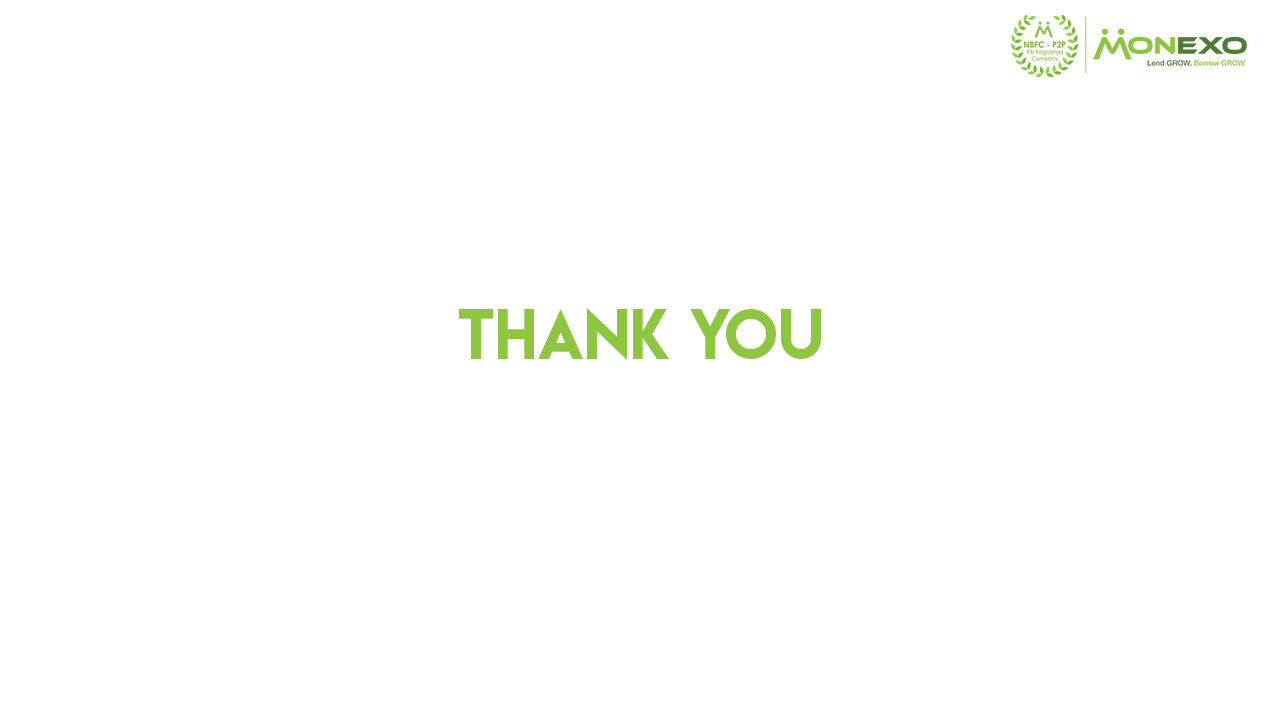 NBFC - P2P
RBI Registered
Company
MONEXO
Lend GROW. Borrow GROW
THANK YOU